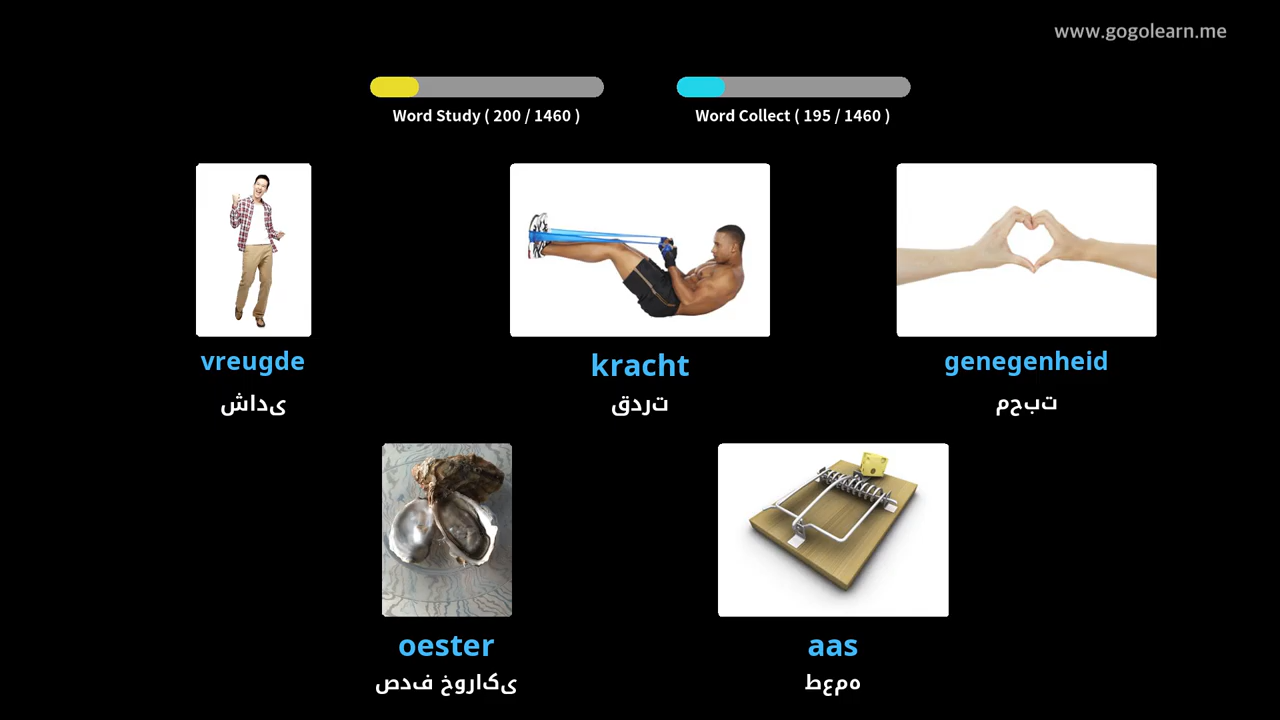 www.gogolearn.me
Word Study ( 200 / 1460 )
Word Collect ( 195 / 1460 )
vreugde
kracht
genegenheid
شادی
قدرت
محبت
oester
aas
صدف خوراکی
طعمه